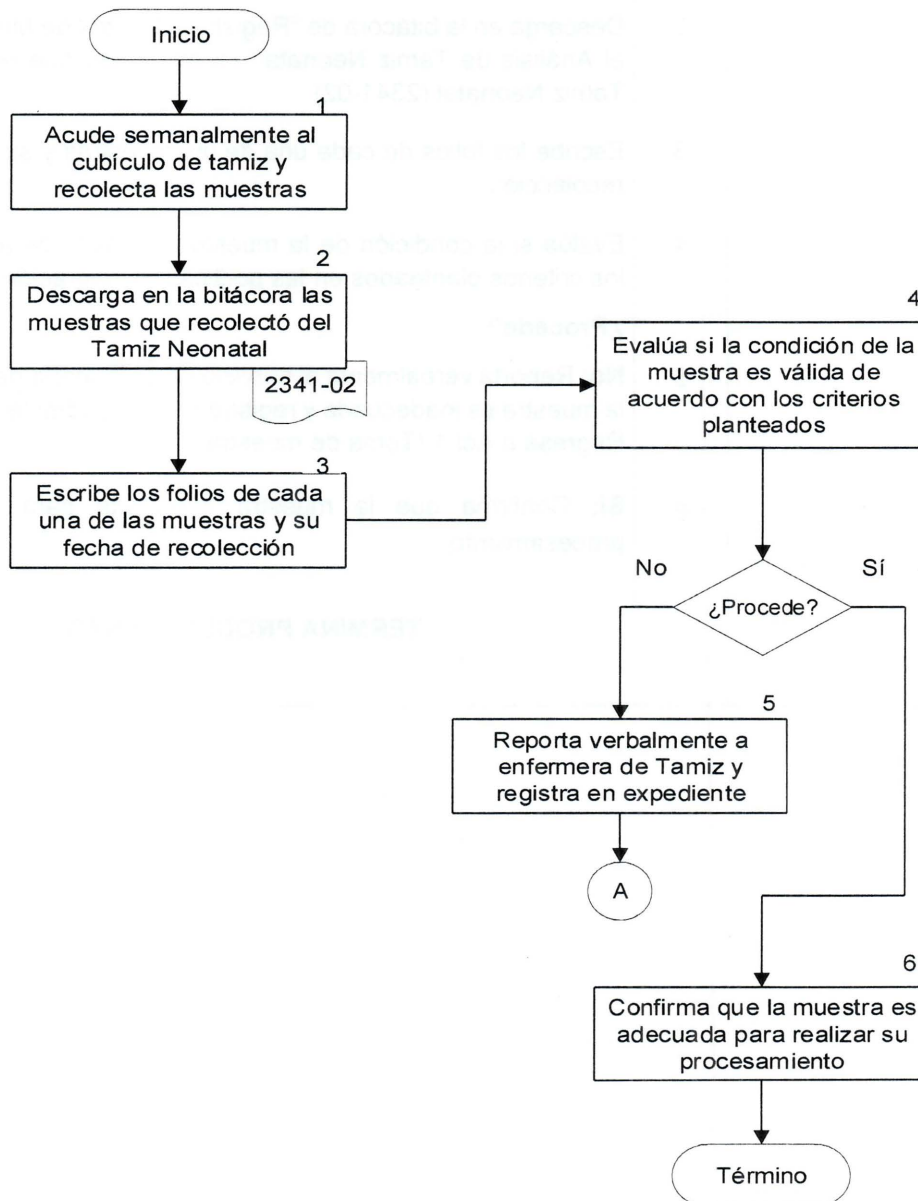 Inicio
1
Acude semanalmente al
cubículo de tamiz y
recolecta las muestras
2
Descarga en la bitácora las
muestras que recolectó del
Tamiz Neonatal
2341-02
3
Escribe los folios de cada
una de las muestras y su
fecha de recolección
4
Evalúa si la condición de la
muestra es válida de
acuerdo con los criterios
planteados
¿Procede?
No
Sí
5
Reporta verbalmente a
enfermera de Tamiz y
registra en expediente
A
6
Confirma que la muestra es
adecuada para realizar su
procesamiento
Término